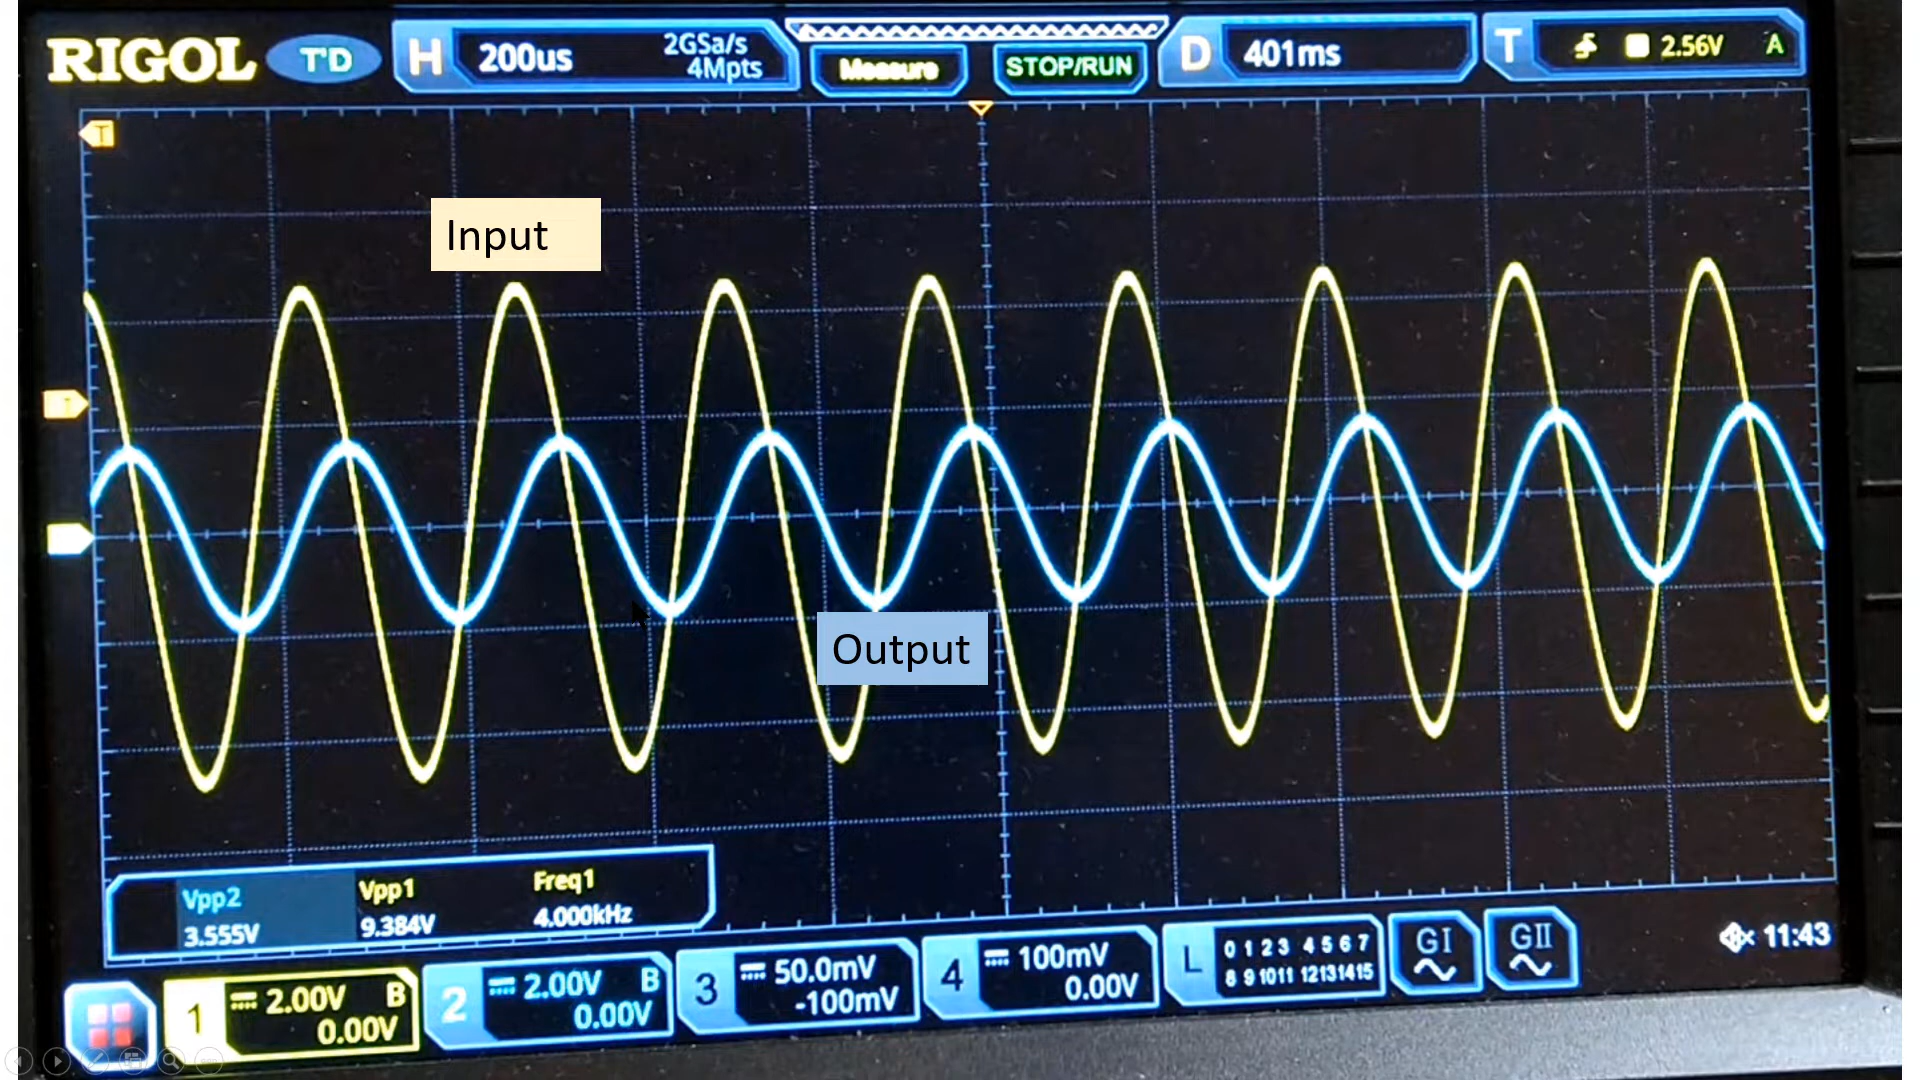 RIGOL T'D H 200us 2GSa/s 4Mpts Measure STOP/RUN D 401ms T 2.56V A
T
Input
Output
Vpp2 Vpp1 Freq1
3.555V 9.384V 4.000kHz
1 2.00V B 0.00V
2 2.00V B 0.00V
3 50.0mV -100mV
4 100mV 0.00V
L 0 1 2 3 4 5 6 7
8 9 10 11 12 13 14 15
GI GII
11:43